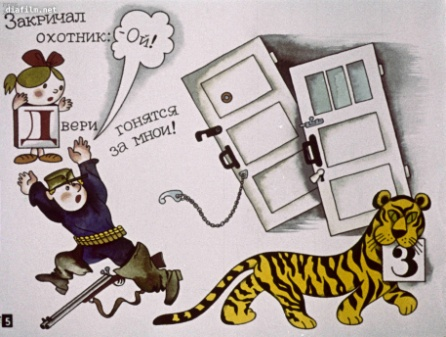 diafilm.net
Закричал
охотник: -Ой!
Двери
гонятся
за мной!
З
5